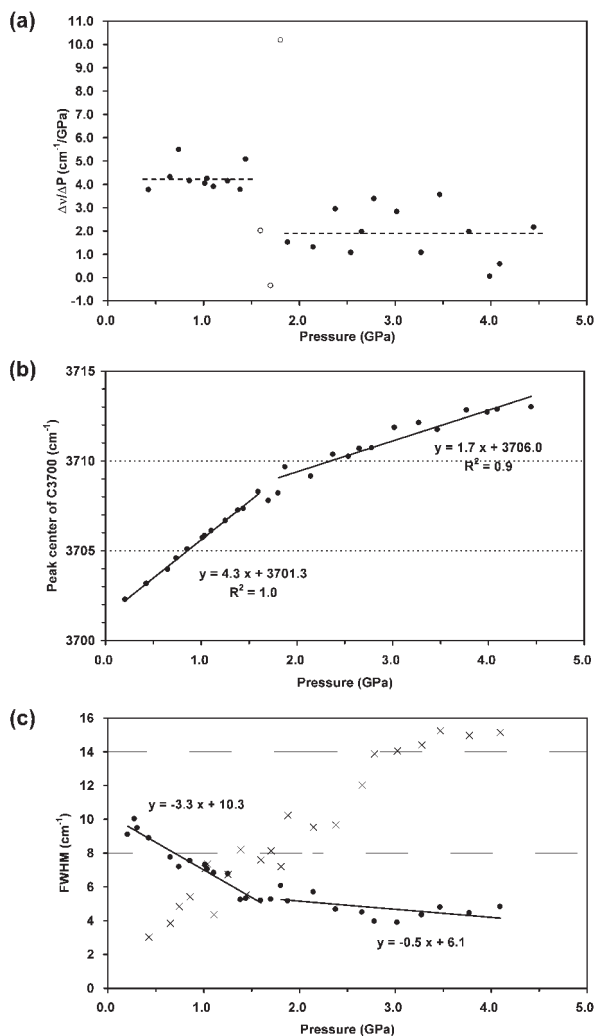 (a)
11.0
10.0
9.0
8.0
7.0
6.0
5.0
4.0
3.0
2.0
1.0
0.0
-1.0
Δν/ΔP (cm⁻¹/GPa)
0.0 1.0 2.0 3.0 4.0 5.0
Pressure (GPa)
(b)
3715
3710
3705
3700
Peak center of C3700 (cm⁻¹)
y = 1.7 x + 3706.0
R² = 0.9
y = 4.3 x + 3701.3
R² = 1.0
0.0 1.0 2.0 3.0 4.0 5.0
Pressure (GPa)
(c)
16
14
12
10
8
6
4
2
0
FWHM (cm⁻¹)
y = -3.3 x + 10.3
y = -0.5 x + 6.1
0.0 1.0 2.0 3.0 4.0 5.0
Pressure (GPa)